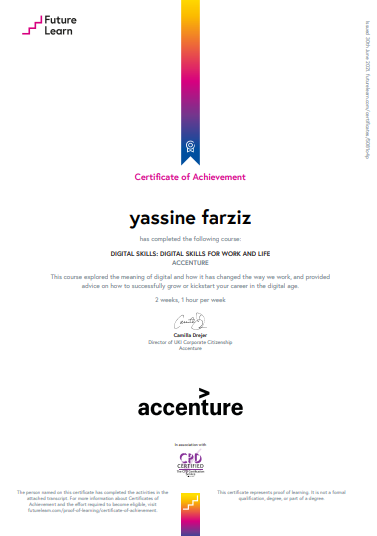 Future
Learn
Certificate of Achievement
yassine farziz
has completed the following course:
DIGITAL SKILLS: DIGITAL SKILLS FOR WORK AND LIFE
ACCENTURE
This course explored the meaning of digital and how it has changed the way we work, and provided
advice on how to successfully grow or kickstart your career in the digital age.
2 weeks, 1 hour per week
Camilla Drejer
Director of UKI Corporate Citizenship
Accenture
accenture
In association with
CPD
CERTIFIED
The person named on this certificate has completed the activities in the
attached transcript. For more information about Certificates of
Achievement and the effort required to become eligible, visit
futurelearn.com/proof-of-learning/certificate-of-achievement.
This certificate represents proof of learning. It is not a formal
qualification, degree, or part of a degree.
Issued 30th June 2021. futurelearn.com/certificates/